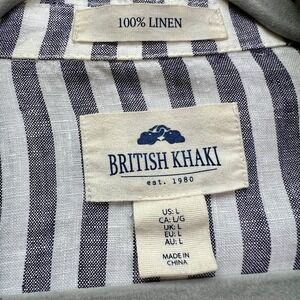 100% LINEN
BRITISH KHAKI
est. 1980
US: L
CA: L/G
UK: L
EU: L
AU: L
MADE IN
CHINA